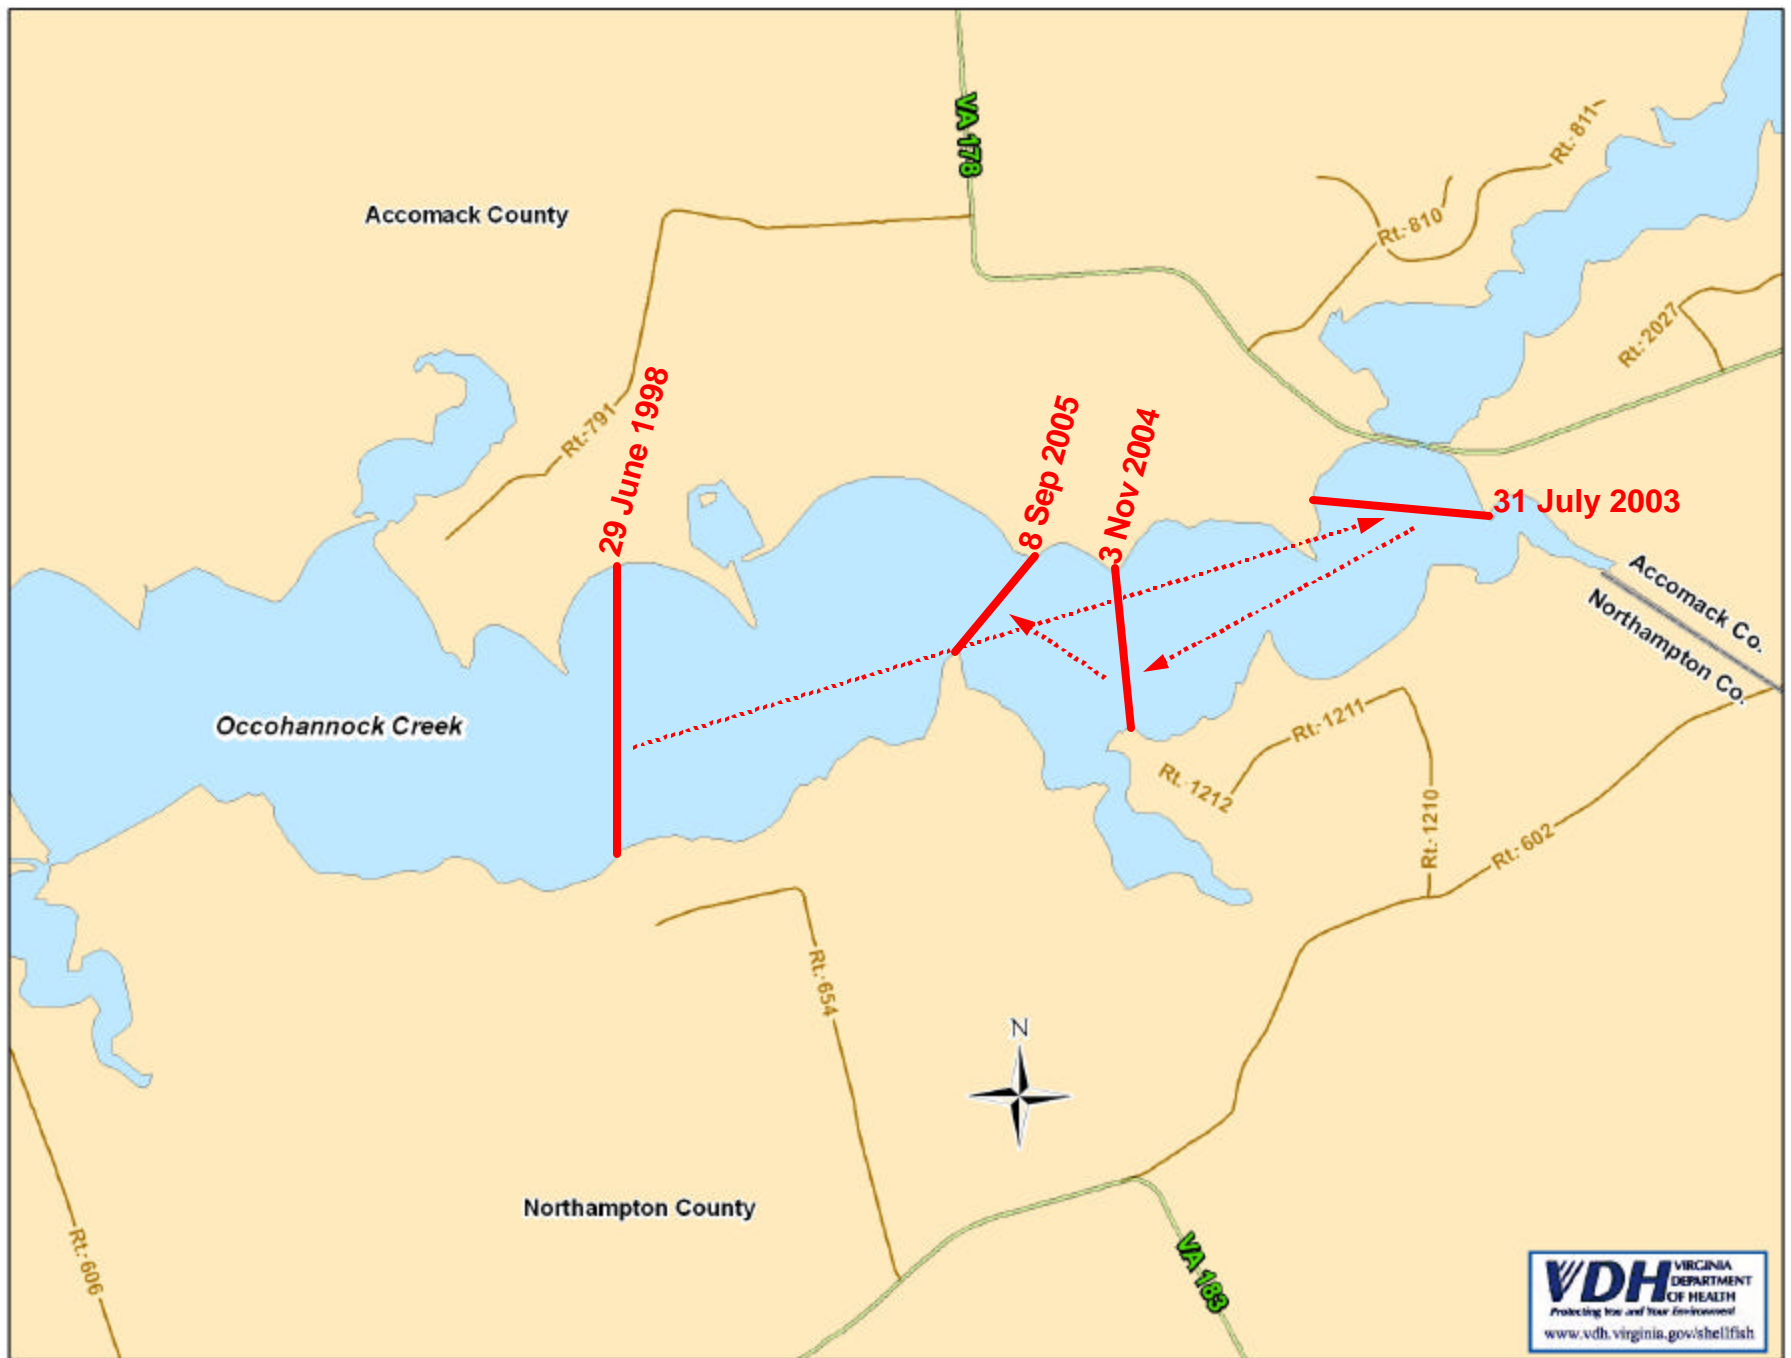 VA 178
Rt. 811
Accomack County
Rt. 810
Rt. 2027
Rt. 791
29 June 1998
8 Sep 2005
3 Nov 2004
31 July 2003
Accomack Co.
Northampton Co.
Occohannock Creek
Rt. 1211
Rt. 1212
Rt. 1210
Rt. 602
Rt. 654
N
Northampton County
Rt. 606
VA 183
VDH VIRGINIA
DEPARTMENT
OF HEALTH
Protecting You and Your Environment
www.vdh.virginia.gov/shellfish